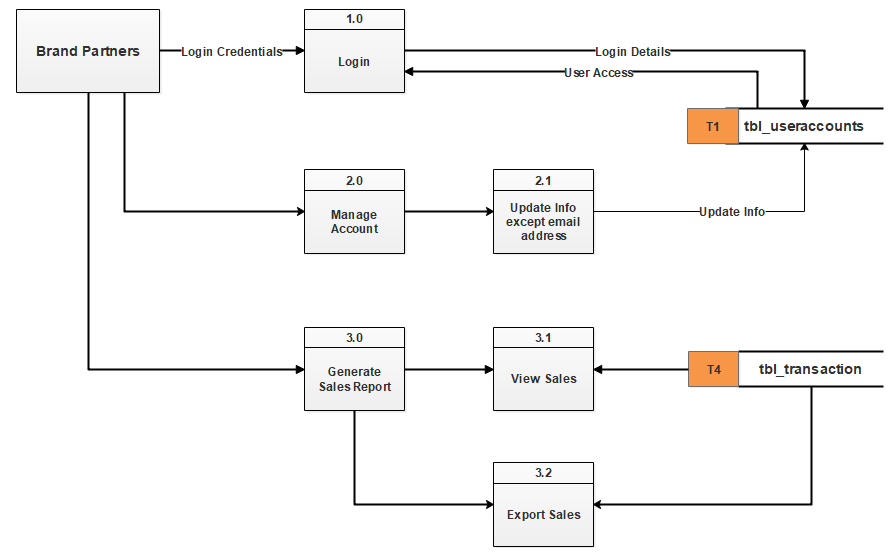 1.0
Brand Partners
Login Credentials
Login
Login Details
User Access
T1
tbl_useraccounts
2.0
2.1
Manage
Account
Update Info
except email
address
Update Info
3.0
3.1
Generate
Sales Report
View Sales
T4
tbl_transaction
3.2
Export Sales